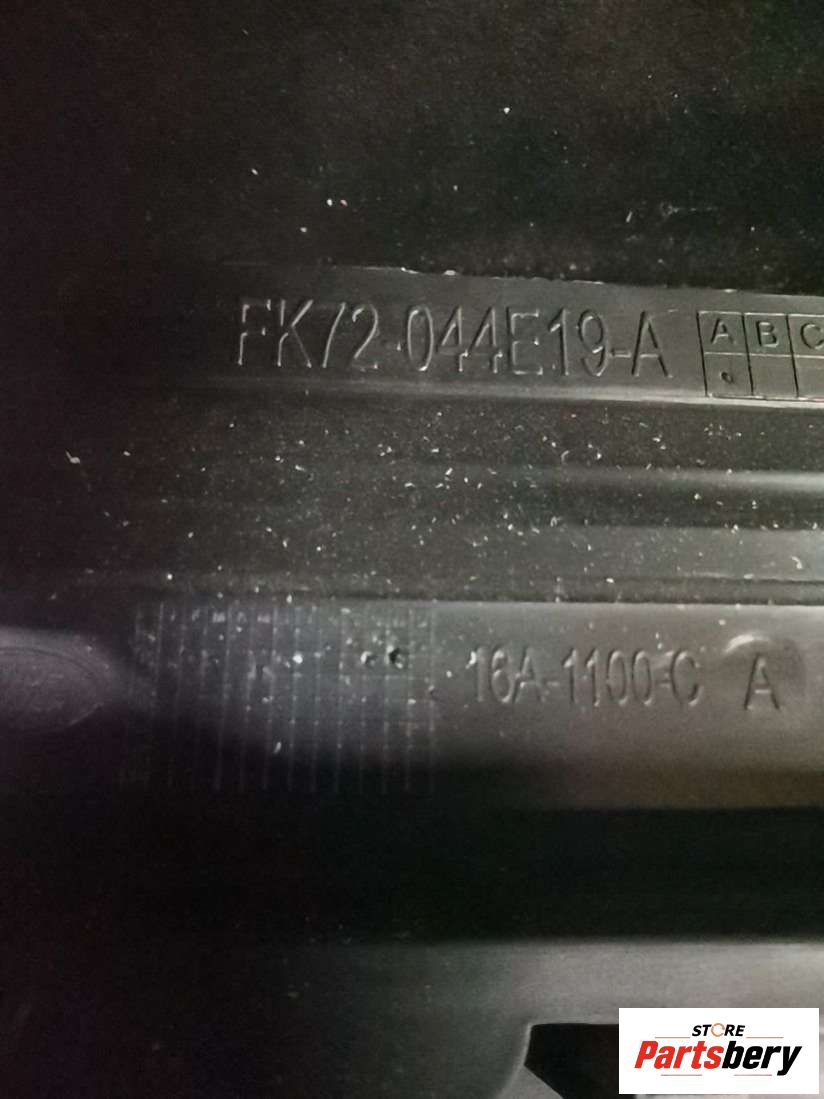 FK72-044E19-A
A B C
16A-1100-C A
STORE
Partsbery